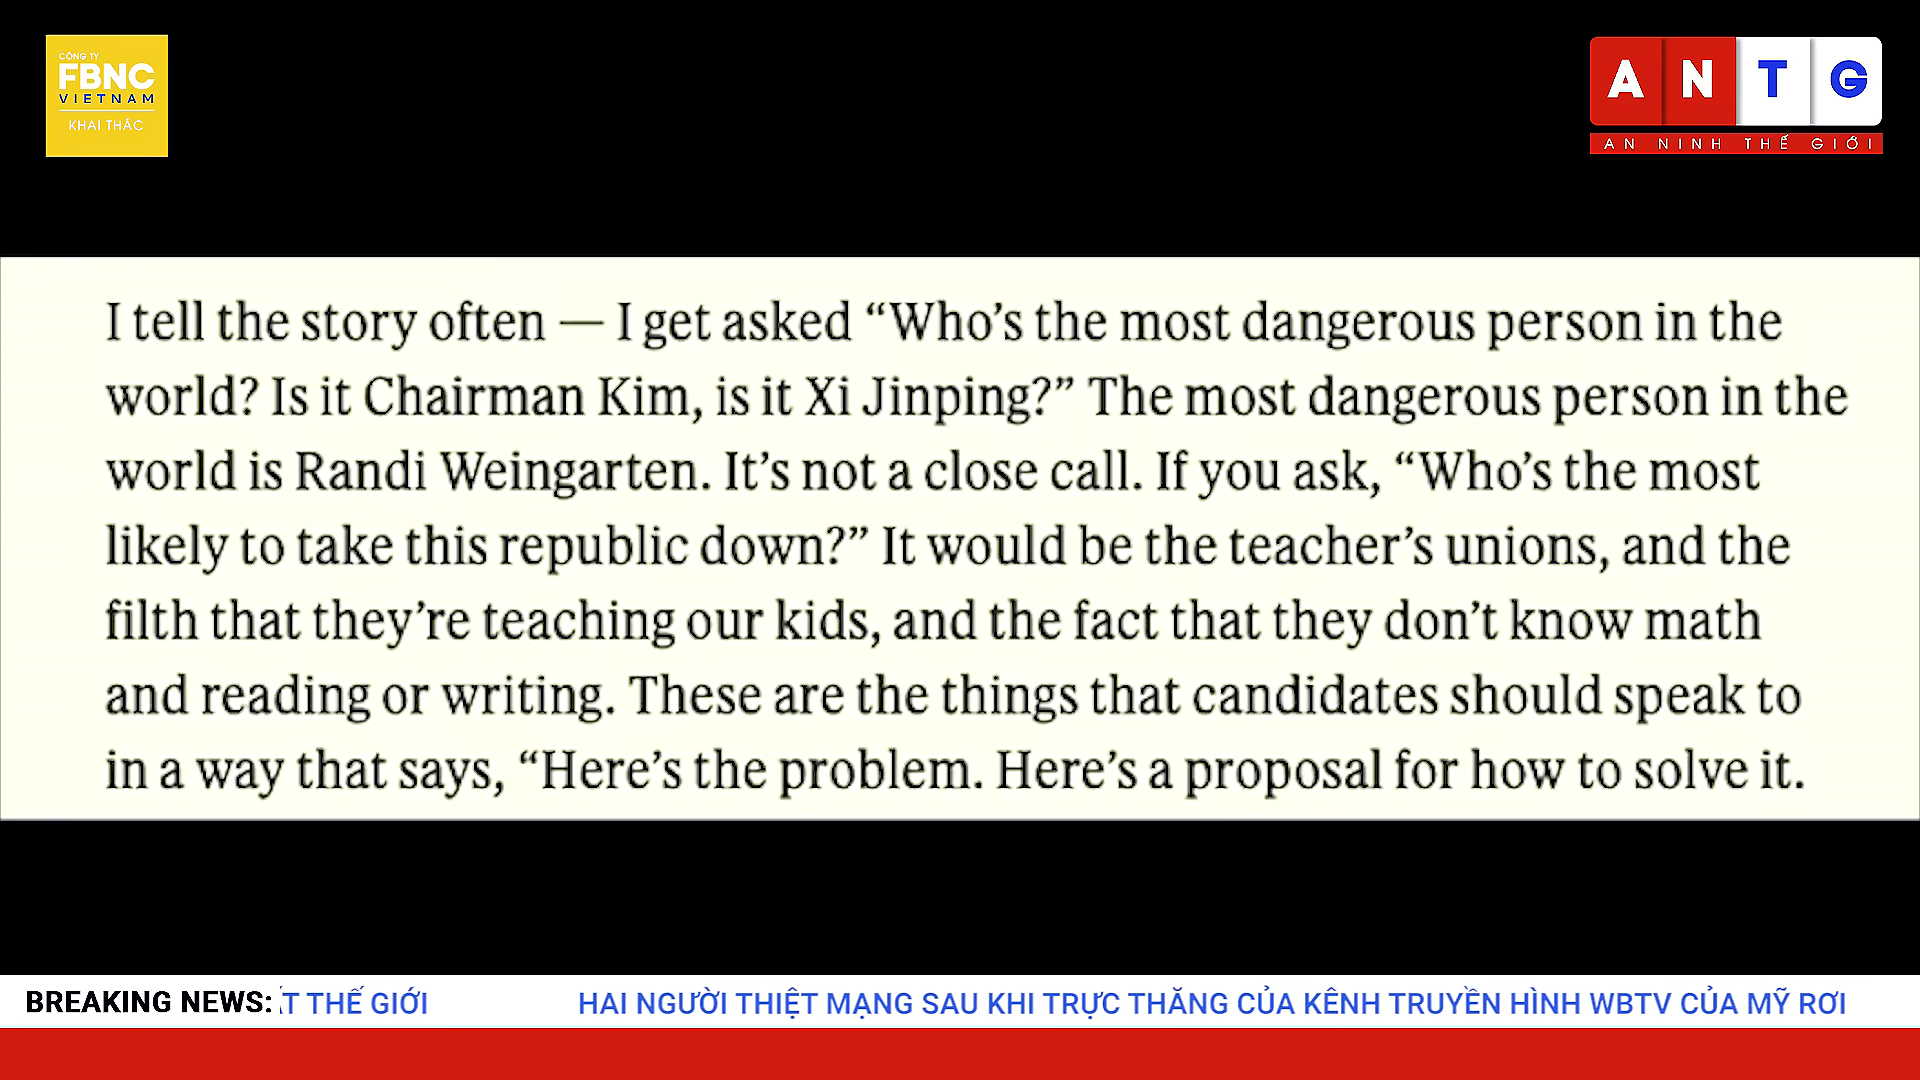 CÔNG TY
FBNC
VIETNAM
KHAI THÁC
A N T G
AN NINH THẾ GIỚI
I tell the story often — I get asked “Who’s the most dangerous person in the
world? Is it Chairman Kim, is it Xi Jinping?” The most dangerous person in the
world is Randi Weingarten. It’s not a close call. If you ask, “Who’s the most
likely to take this republic down?” It would be the teacher’s unions, and the
filth that they’re teaching our kids, and the fact that they don’t know math
and reading or writing. These are the things that candidates should speak to
in a way that says, “Here’s the problem. Here’s a proposal for how to solve it.
BREAKING NEWS: THẾ GIỚI HAI NGƯỜI THIỆT MẠNG SAU KHI TRỰC THĂNG CỦA KÊNH TRUYỀN HÌNH WBTV CỦA MỸ RƠI